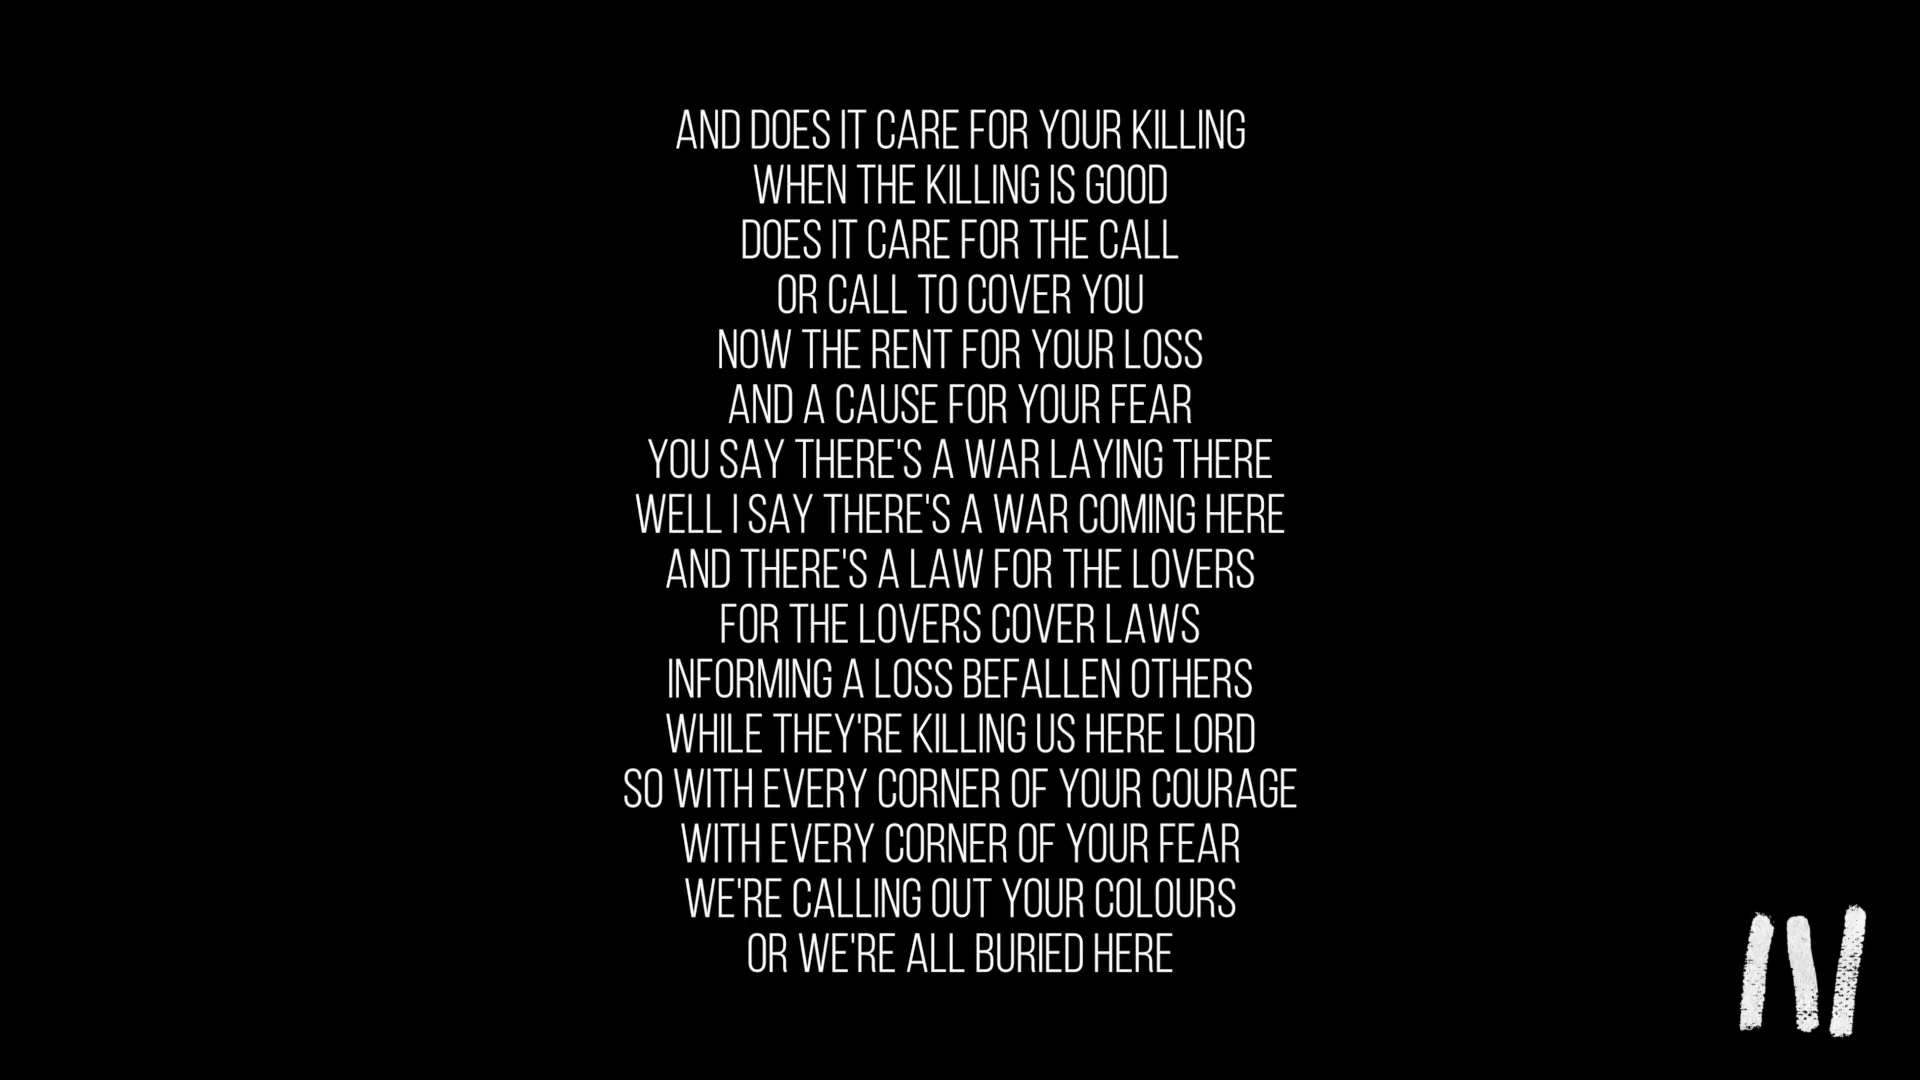 AND DOES IT CARE FOR YOUR KILLING
WHEN THE KILLING IS GOOD
DOES IT CARE FOR THE CALL
OR CALL TO COVER YOU
NOW THE RENT FOR YOUR LOSS
AND A CAUSE FOR YOUR FEAR
YOU SAY THERE'S A WAR LAYING THERE
WELL I SAY THERE'S A WAR COMING HERE
AND THERE'S A LAW FOR THE LOVERS
FOR THE LOVERS COVER LAWS
INFORMING A LOSS BEFALLEN OTHERS
WHILE THEY'RE KILLING US HERE LORD
SO WITH EVERY CORNER OF YOUR COURAGE
WITH EVERY CORNER OF YOUR FEAR
WE'RE CALLING OUT YOUR COLOURS
OR WE'RE ALL BURIED HERE